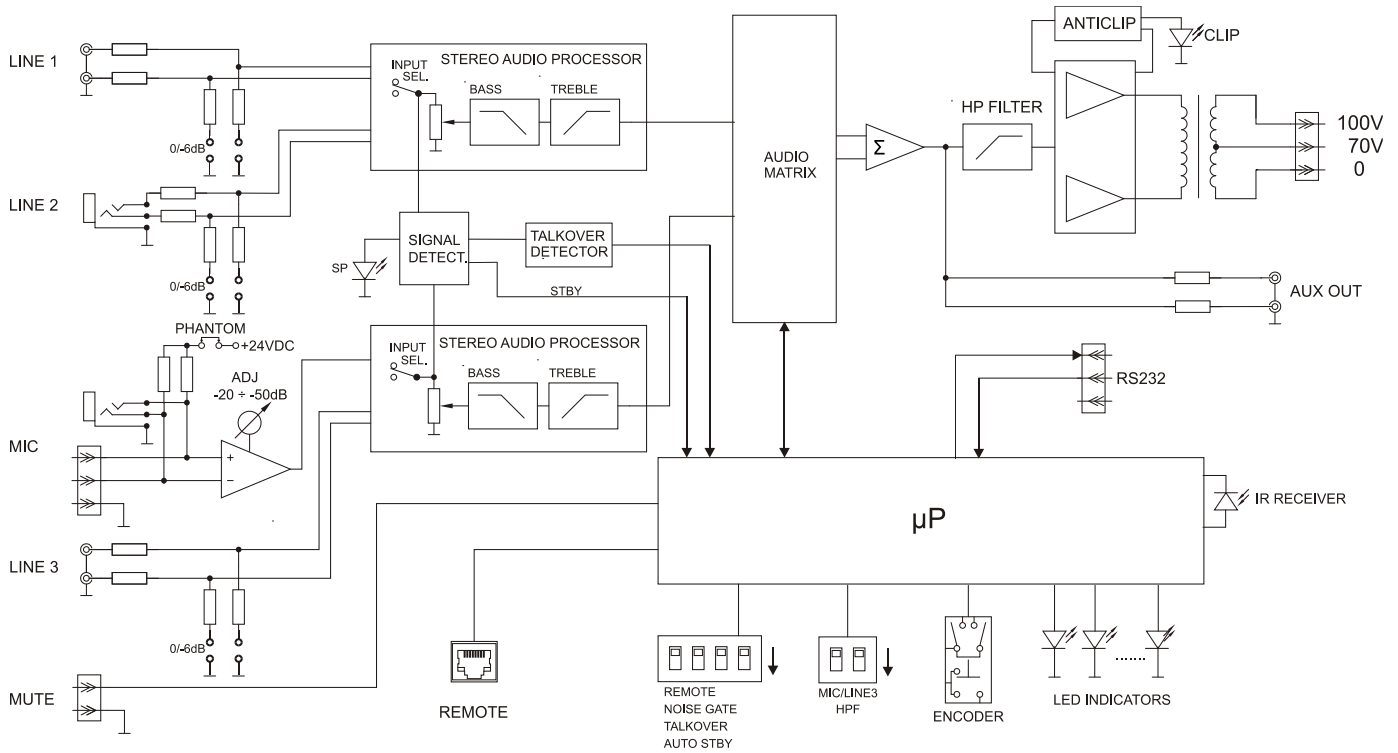 ANTICLIP
CLIP
LINE 1
STEREO AUDIO PROCESSOR
INPUT
SEL.
BASS
TREBLE
HP FILTER
0/-6dB
AUDIO
MATRIX
Σ
100V
70V
0
LINE 2
SIGNAL
DETECT.
TALKOVER
DETECTOR
SP
STBY
0/-6dB
AUX OUT
PHANTOM
+24VDC
STEREO AUDIO PROCESSOR
INPUT
SEL.
BASS
TREBLE
ADJ
-20 ÷ -50dB
RS232
MIC
+
−
µP
IR RECEIVER
LINE 3
0/-6dB
MUTE
REMOTE
REMOTE
NOISE GATE
TALKOVER
AUTO STBY
MIC/LINE3
HPF
ENCODER
LED INDICATORS